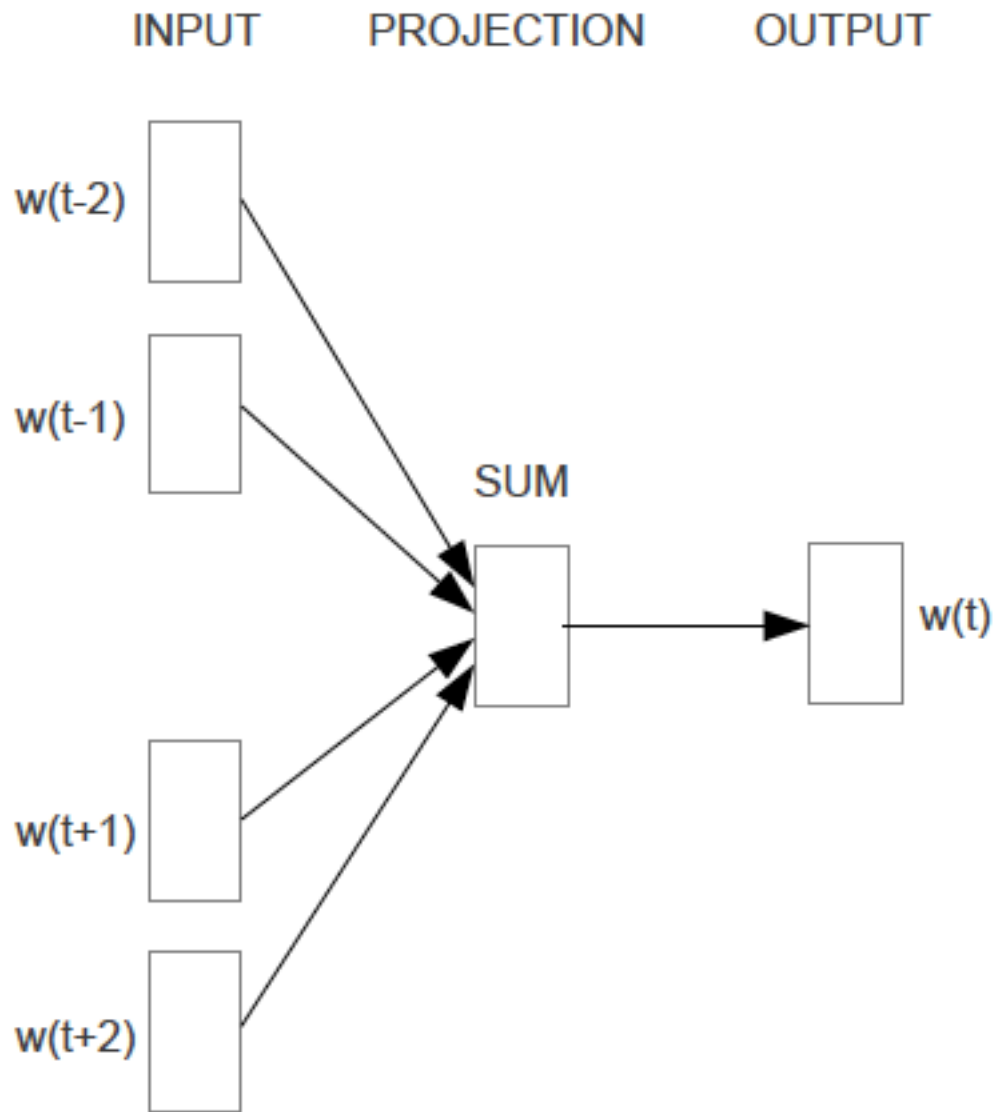 INPUT PROJECTION OUTPUT
w(t-2)
w(t-1)
SUM
w(t)
w(t+1)
w(t+2)